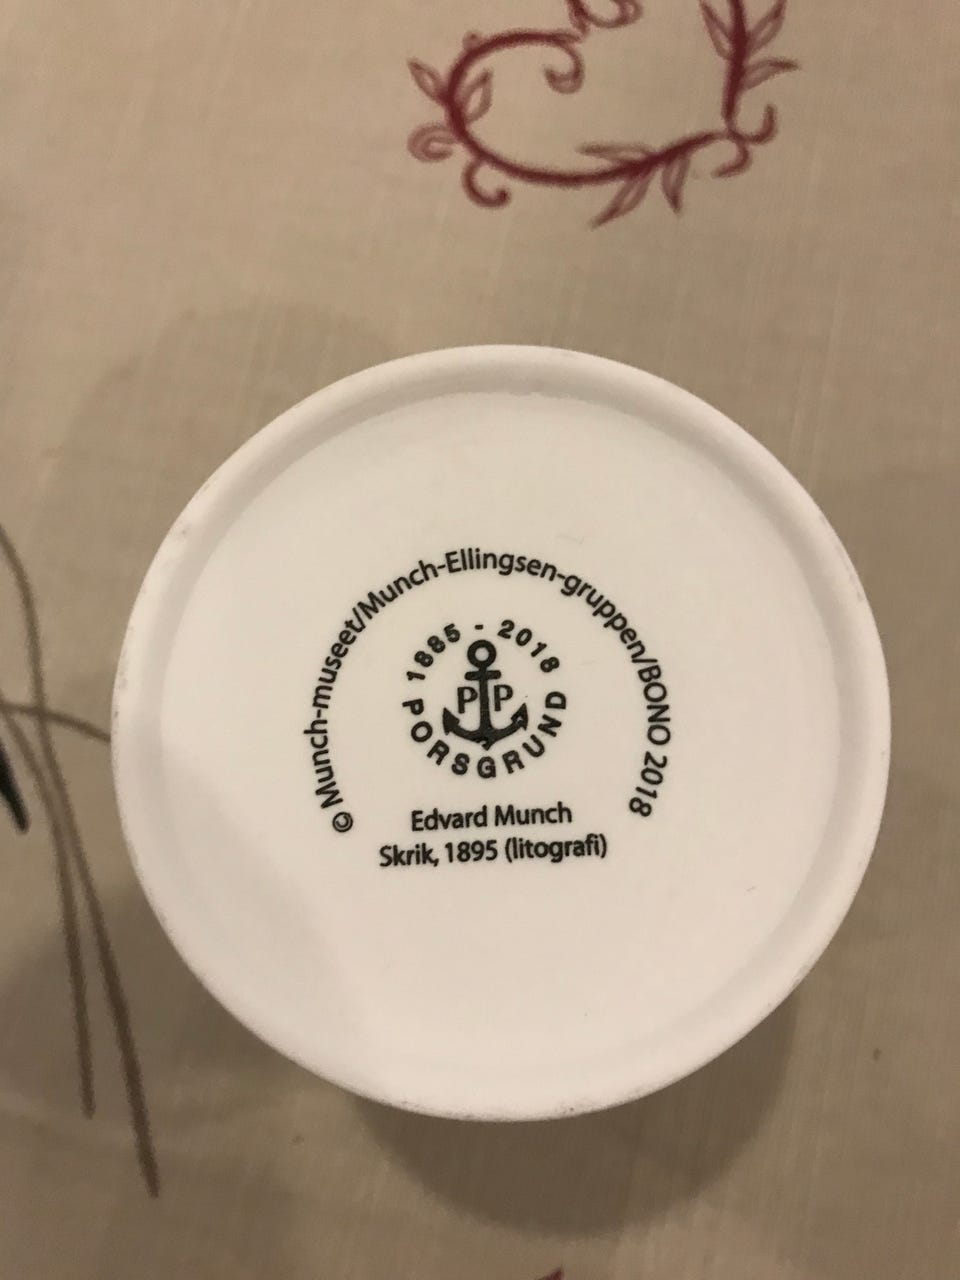 © Munch-museet/Munch-Ellingsen-gruppen/BONO 2018
1885 - 2018
P P
PORSGRUND
Edvard Munch
Skrik, 1895 (litografi)